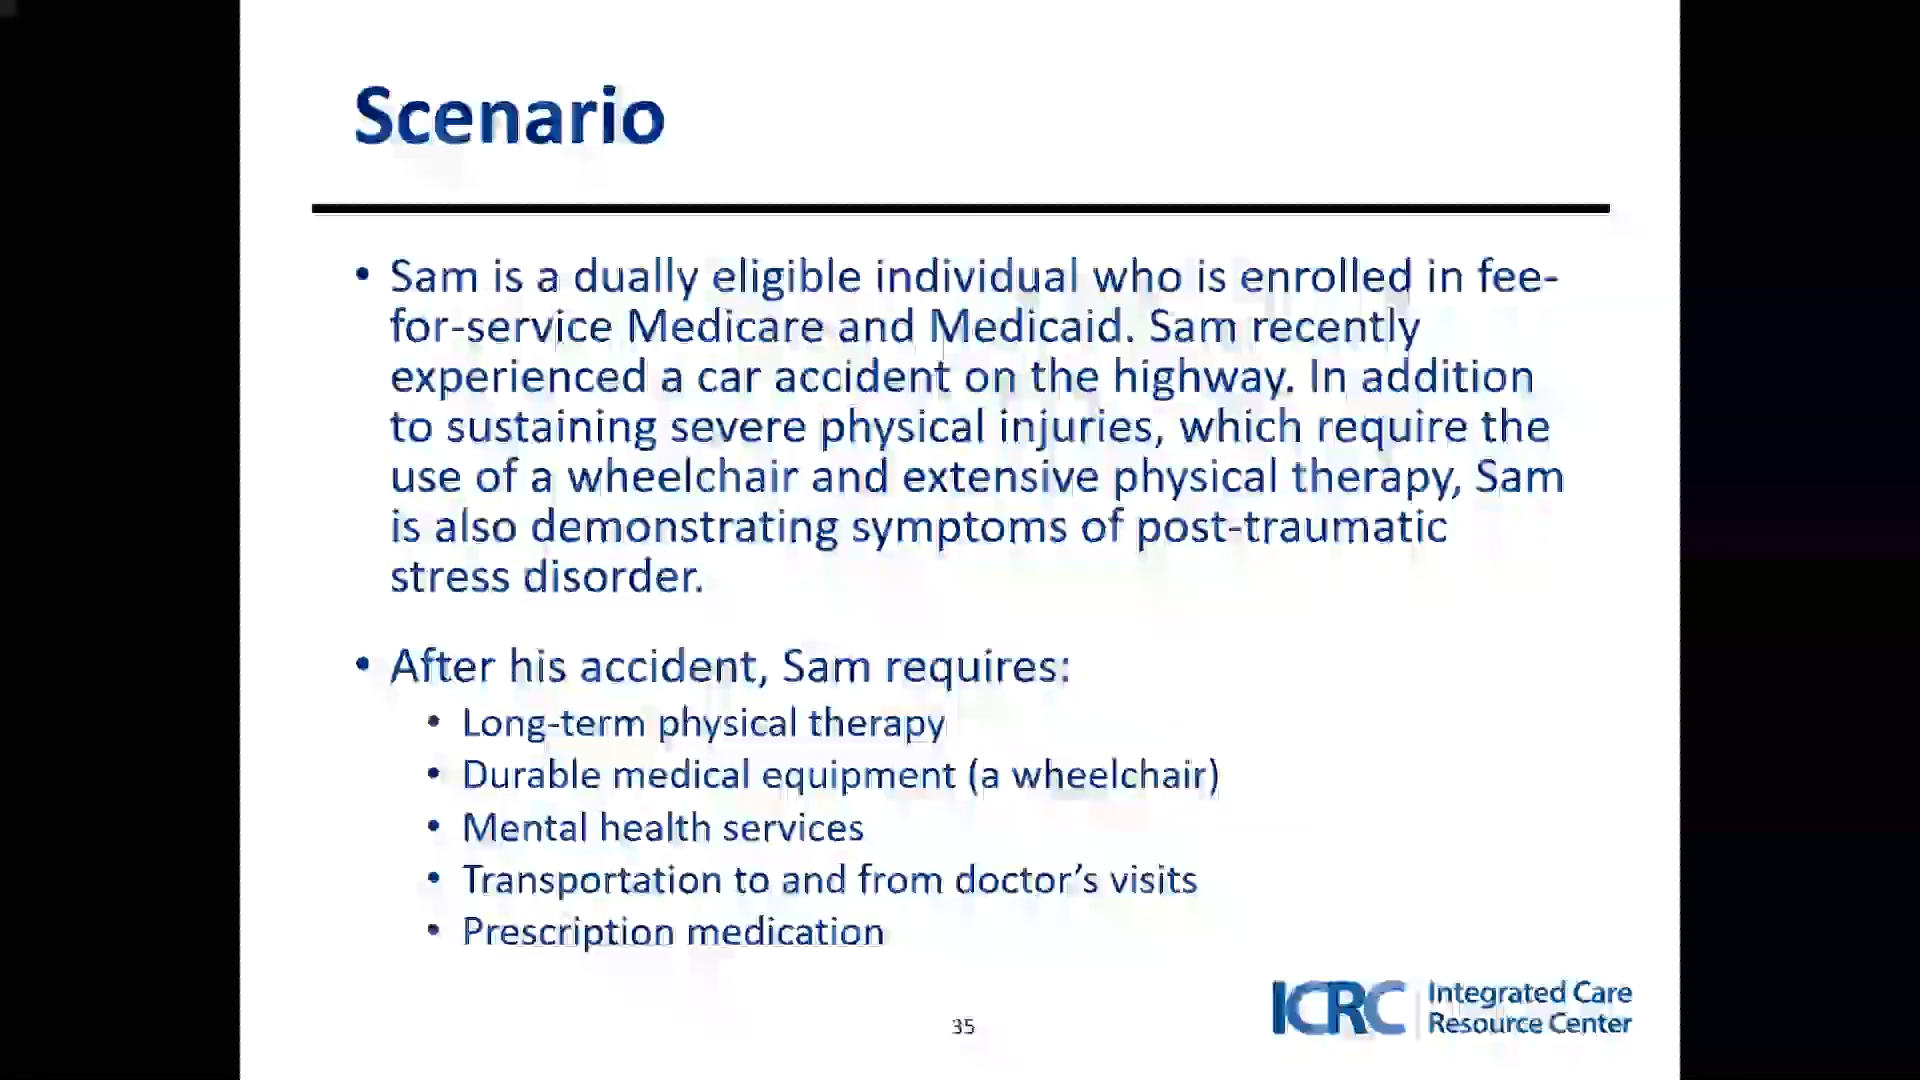 Scenario
• Sam is a dually eligible individual who is enrolled in fee-
for-service Medicare and Medicaid. Sam recently
experienced a car accident on the highway. In addition
to sustaining severe physical injuries, which require the
use of a wheelchair and extensive physical therapy, Sam
is also demonstrating symptoms of post-traumatic
stress disorder.
• After his accident, Sam requires:
• Long-term physical therapy
• Durable medical equipment (a wheelchair)
• Mental health services
• Transportation to and from doctor’s visits
• Prescription medication
35
ICRC
Integrated Care
Resource Center